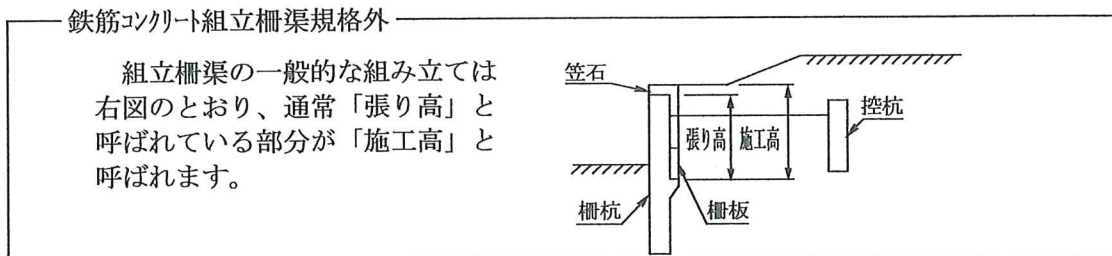 鉄筋コンクリート組立柵渠規格外
組立柵渠の一般的な組み立ては
右図のとおり、通常「張り高」と
呼ばれている部分が「施工高」と
呼ばれます。
笠石
控杭
張り高
施工高
柵杭
柵板